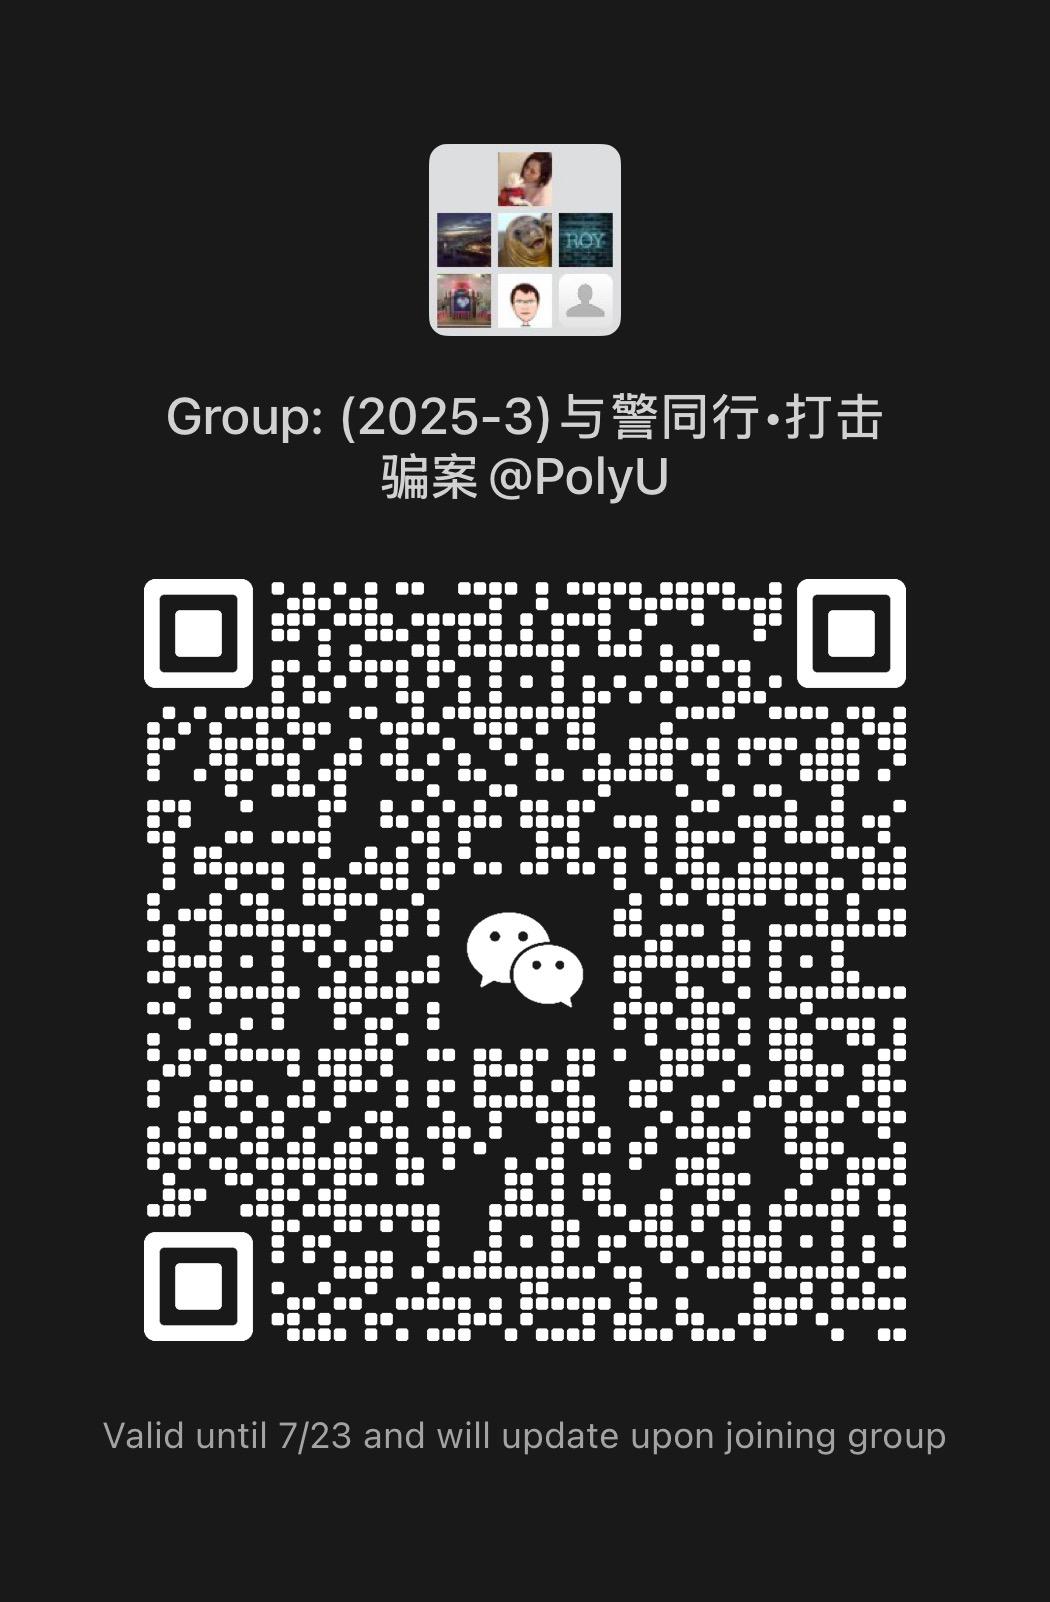 ROY
Group: (2025-3)与警同行•打击
骗案 @PolyU
Valid until 7/23 and will update upon joining group